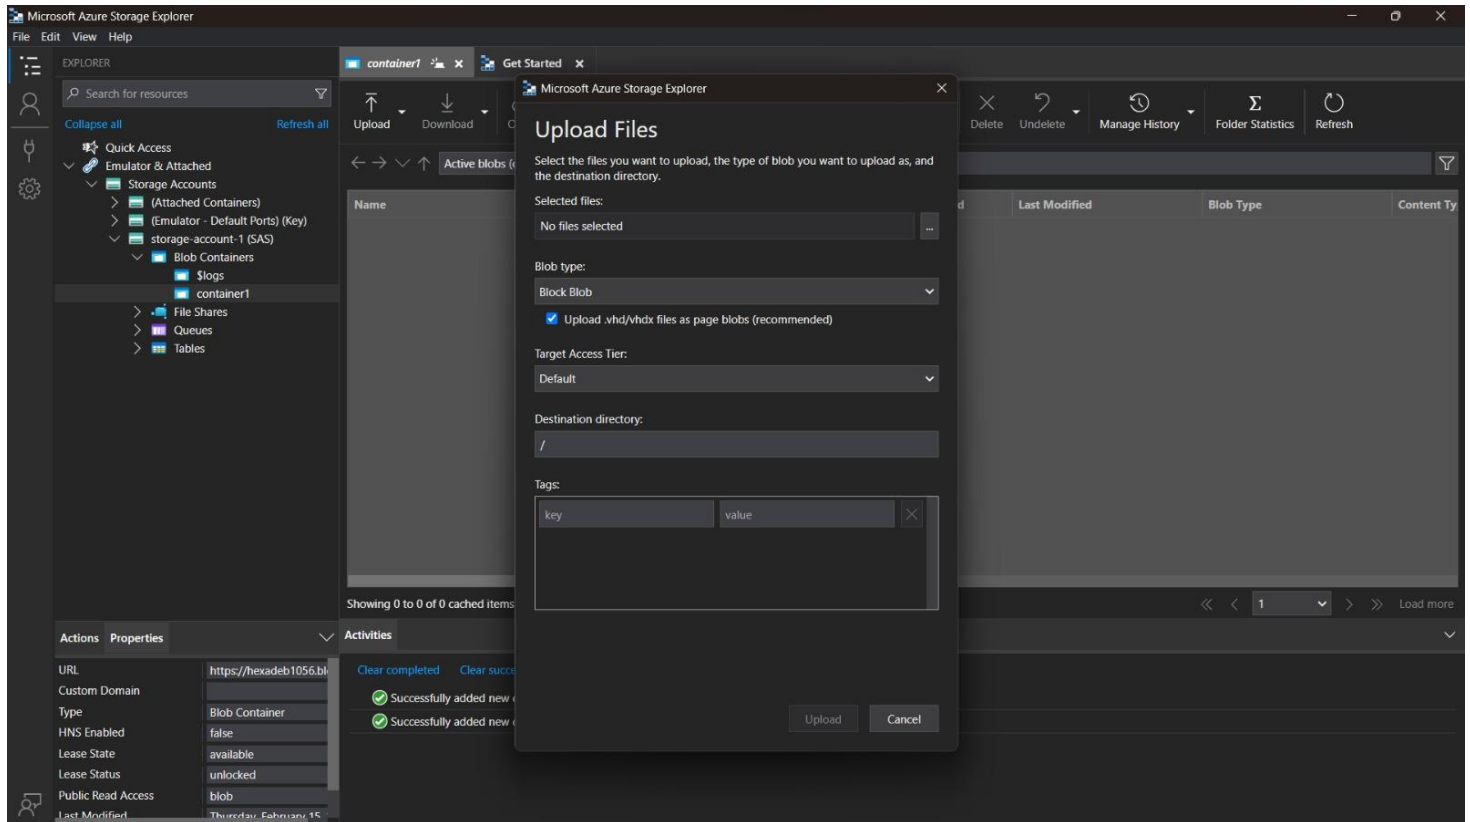 Microsoft Azure Storage Explorer
File Edit View Help
EXPLORER
Search for resources
Collapse all Refresh all
Quick Access
Emulator & Attached
Storage Accounts
(Attached Containers)
(Emulator - Default Ports) (Key)
storage-account-1 (SAS)
Blob Containers
$logs
container1
File Shares
Queues
Tables
container1 Get Started
Upload Download Delete Undelete Manage History Folder Statistics Refresh
Active blobs (
Name Last Modified Blob Type Content Ty
Microsoft Azure Storage Explorer
Upload Files
Select the files you want to upload, the type of blob you want to upload as, and
the destination directory.
Selected files:
No files selected
...
Blob type:
Block Blob
Upload .vhd/vhdx files as page blobs (recommended)
Target Access Tier:
Default
Destination directory:
/
Tags:
key value
Upload Cancel
Showing 0 to 0 of 0 cached items
1 Load more
Actions Properties
URL https://hexadeb1056.bl
Custom Domain
Type Blob Container
HNS Enabled false
Lease State available
Lease Status unlocked
Public Read Access blob
Last Modified Thursday, February 15,
Activities
Clear completed Clear succe
Successfully added new
Successfully added new